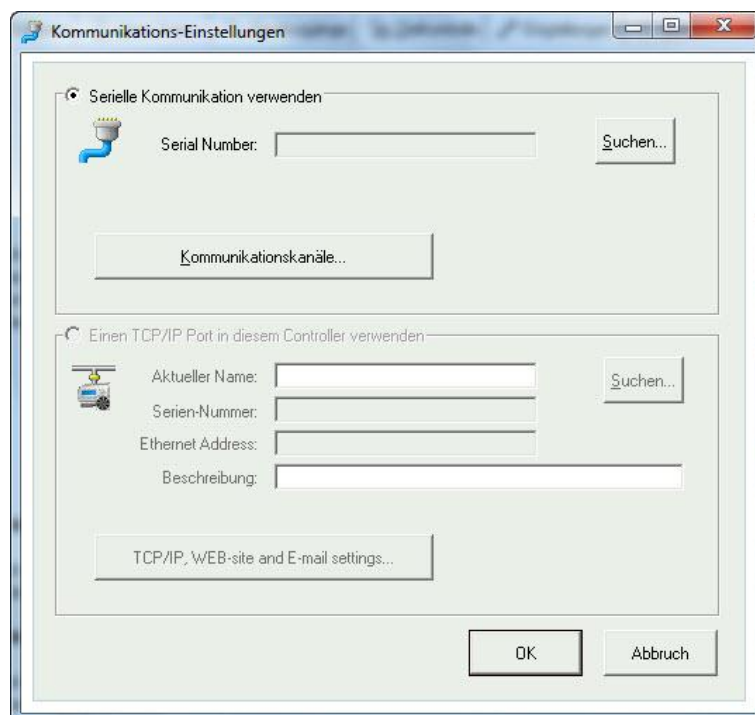 Kommunikations-Einstellungen
Serielle Kommunikation verwenden
Serial Number:
Suchen...
Kommunikationskanäle...
Einen TCP/IP Port in diesem Controller verwenden
Aktueller Name:
Suchen...
Serien-Nummer:
Ethernet Address:
Beschreibung:
TCP/IP, WEB-site and E-mail settings...
OK
Abbruch